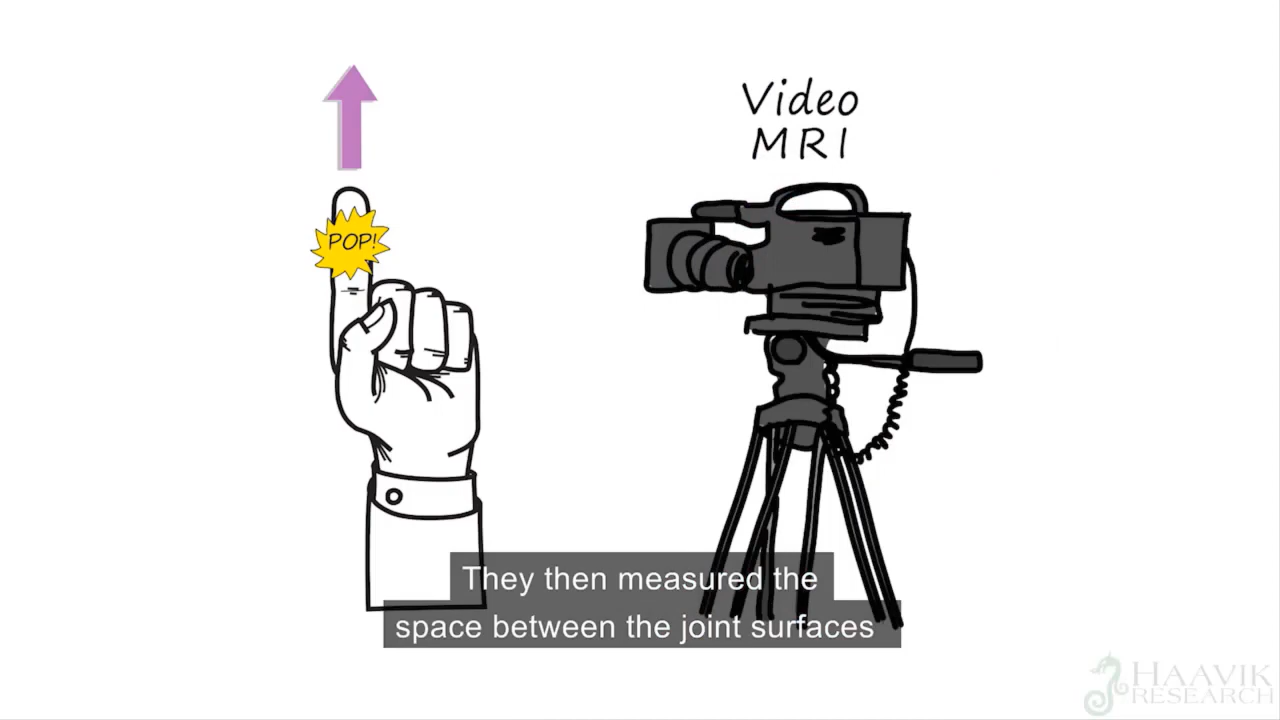 Video
MRI
POP!
They then measured the
space between the joint surfaces
HAAVIK
RESEARCH